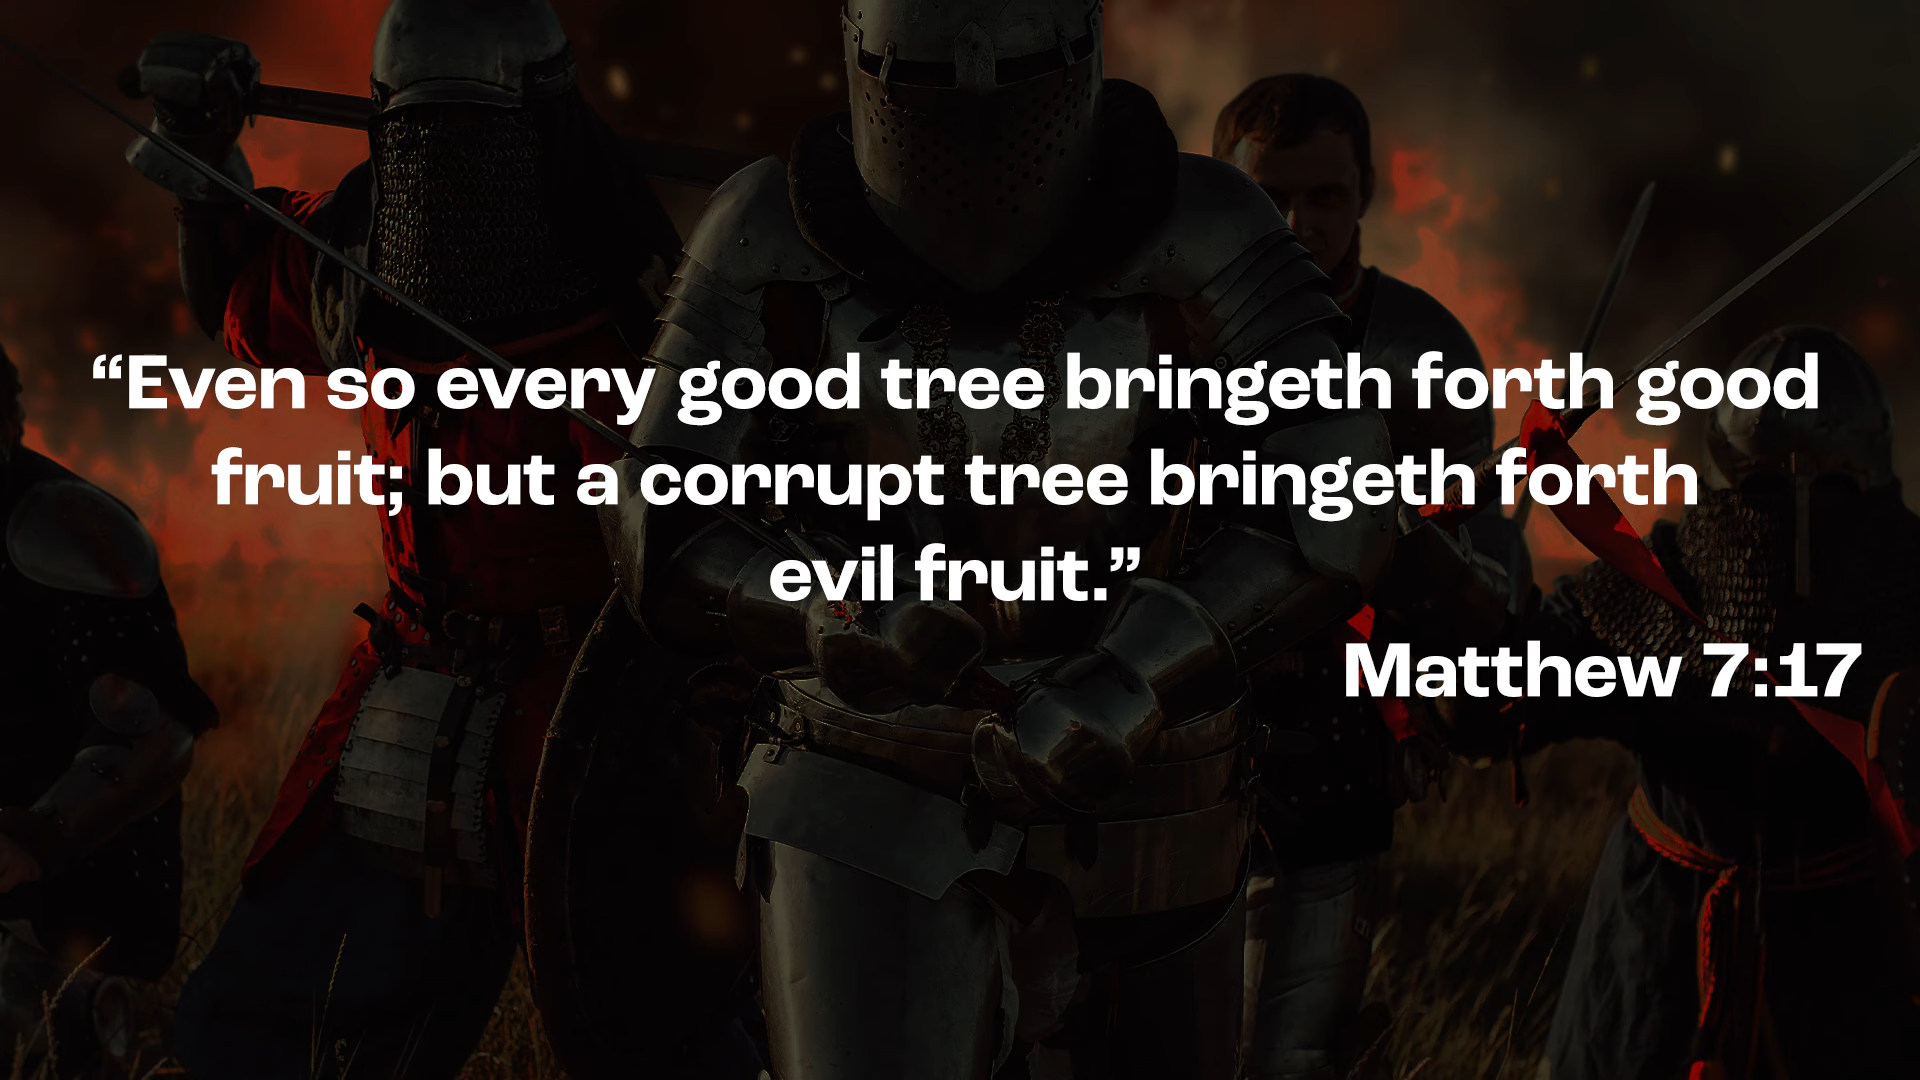 “Even so every good tree bringeth forth good
fruit; but a corrupt tree bringeth forth
evil fruit.”
Matthew 7:17